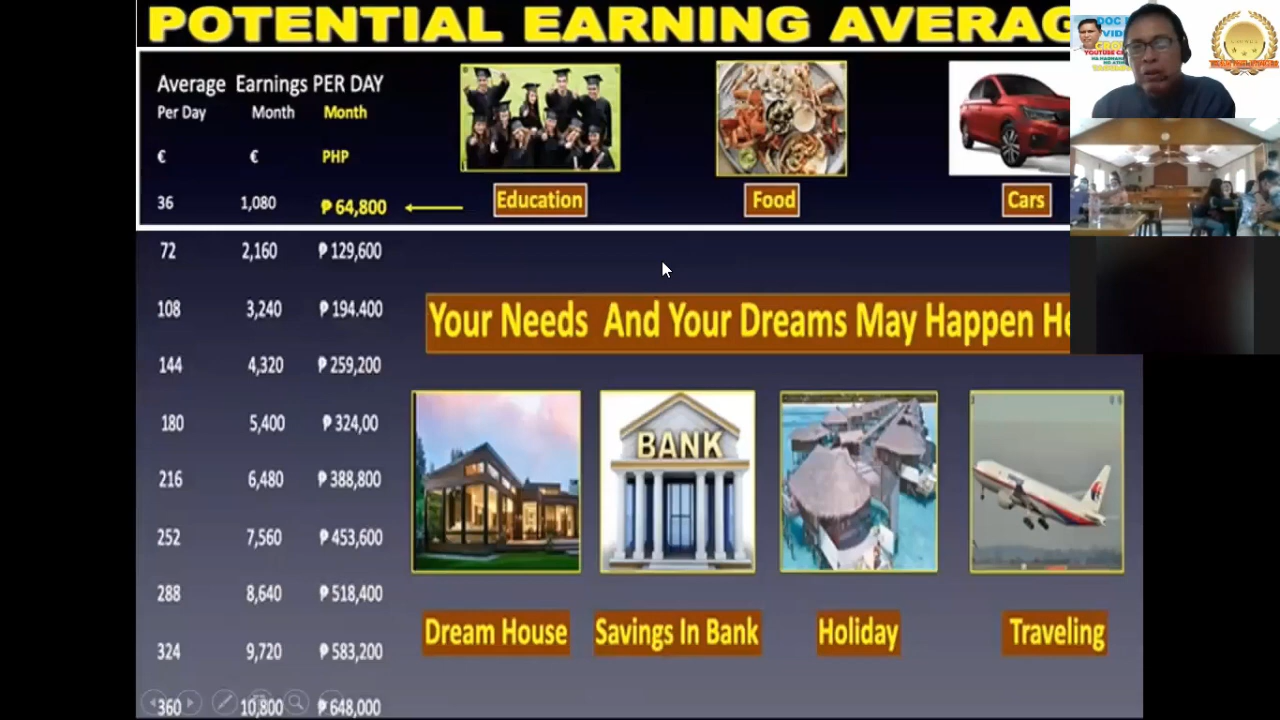 POTENTIAL EARNING AVERAG
Average Earnings PER DAY
Per Day Month Month
€ € PHP
36 1,080 ₱ 64,800
Education
Food
Cars
72 2,160 ₱ 129,600
108 3,240 ₱ 194.400
144 4,320 ₱ 259,200
180 5,400 ₱ 324,00
216 6,480 ₱ 388,800
252 7,560 ₱ 453,600
288 8,640 ₱ 518,400
324 9,720 ₱ 583,200
360 10,800 ₱ 648,000
Your Needs And Your Dreams May Happen He
BANK
Dream House
Savings In Bank
Holiday
Traveling
DOC